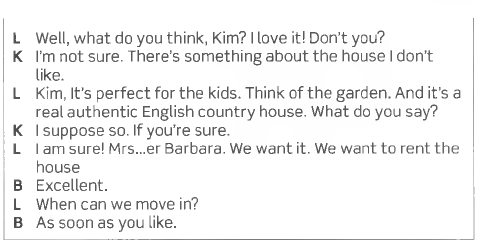 L Well, what do you think, Kim? I love it! Don't you?
K I'm not sure. There's something about the house I don't
like.
L Kim, It's perfect for the kids. Think of the garden. And it's a
real authentic English country house. What do you say?
K I suppose so. If you're sure.
L I am sure! Mrs...er Barbara. We want it. We want to rent the
house
B Excellent.
L When can we move in?
B As soon as you like.